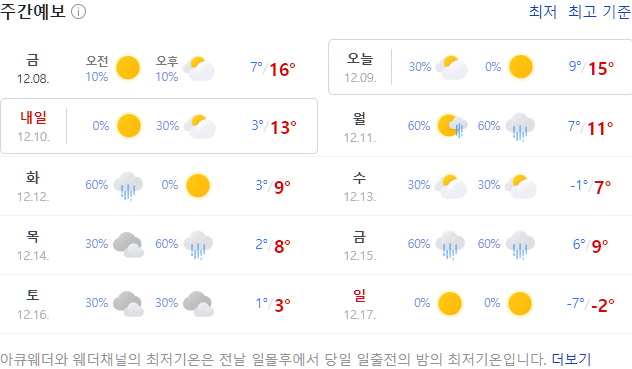 주간예보
최저 최고 기준
금 12.08. 오전 10% 오후 10% 7°/16°
오늘 12.09. 30% 0% 9°/15°
내일 12.10. 0% 30% 3°/13°
월 12.11. 60% 60% 7°/11°
화 12.12. 60% 0% 3°/9°
수 12.13. 30% 30% -1°/7°
목 12.14. 30% 60% 2°/8°
금 12.15. 60% 60% 6°/9°
토 12.16. 30% 30% 1°/3°
일 12.17. 0% 0% -7°/-2°
아큐웨더와 웨더채널의 최저기온은 전날 일몰후에서 당일 일출전의 밤의 최저기온입니다. 더보기